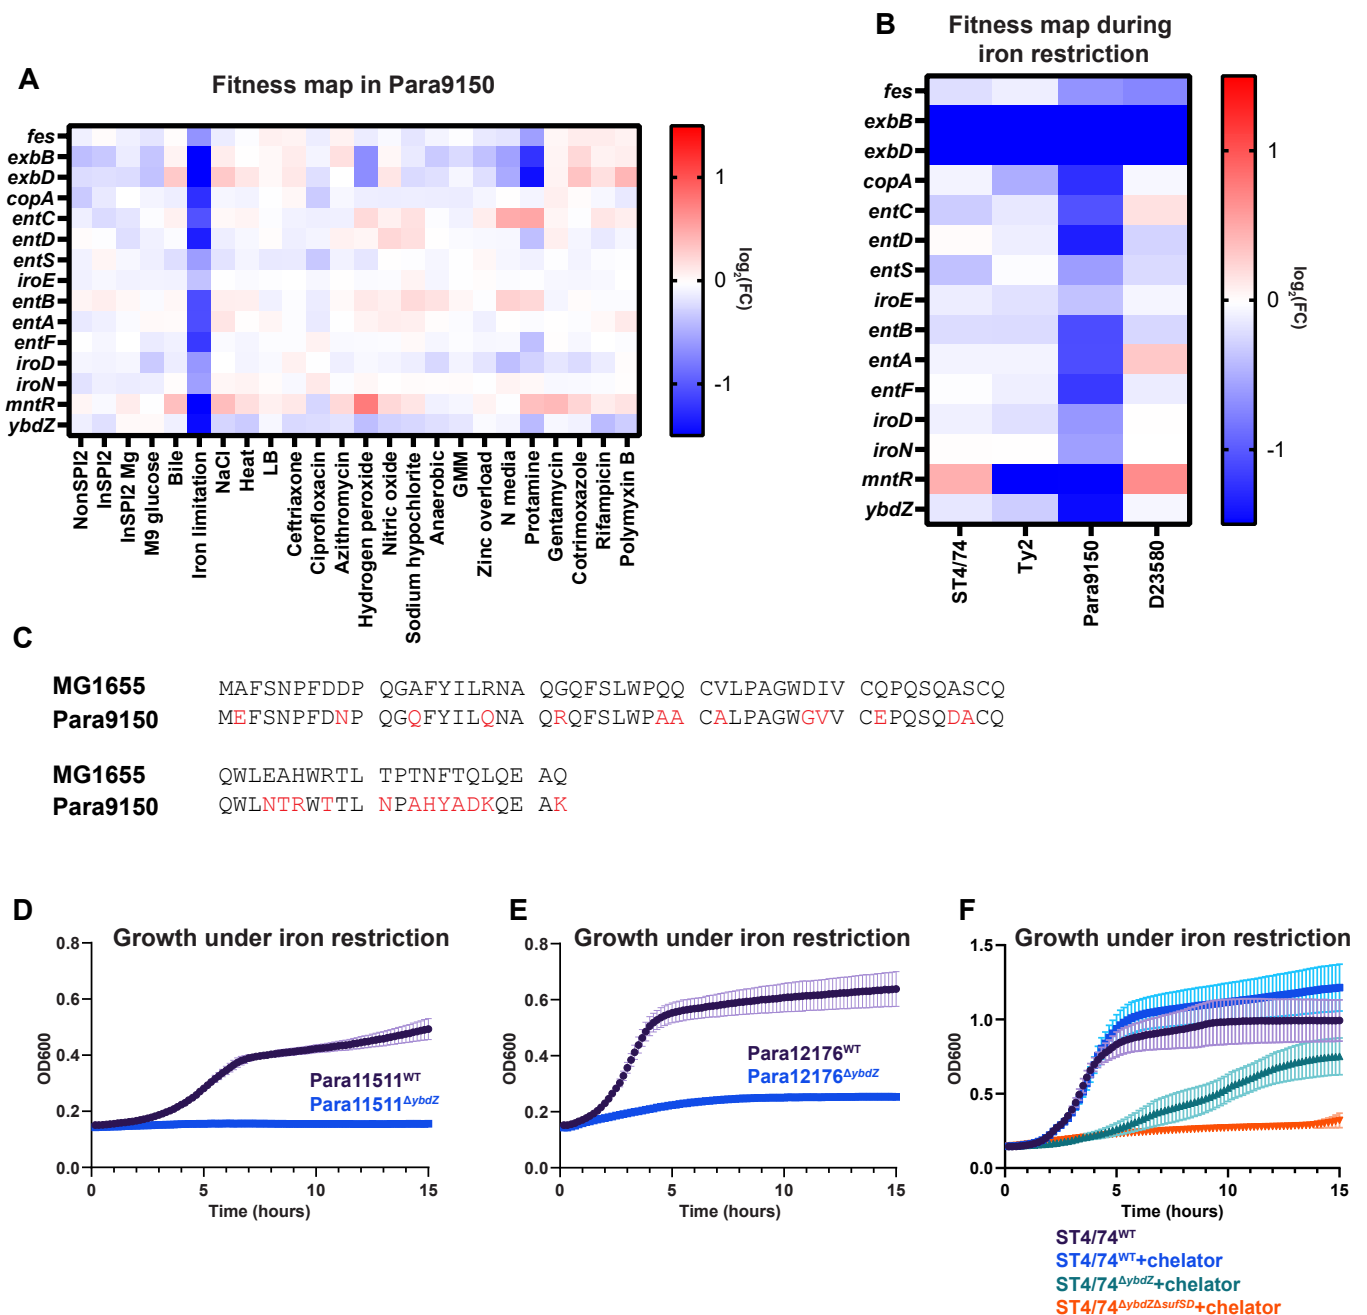 A
Fitness map in Para9150
fes
exbB
exbD
copA
entC
entD
entS
iroE
entB
entA
entF
iroD
iroN
mntR
ybdZ
NonSPI2
InSPI2
InSPI2 Mg
M9 glucose
Bile
Iron limitation
NaCl
Heat
LB
Ceftriaxone
Ciprofloxacin
Azithromycin
Hydrogen peroxide
Nitric oxide
Sodium hypochlorite
Anaerobic
GMM
Zinc overload
N media
Protamine
Gentamycin
Cotrimoxazole
Rifampicin
Polymyxin B
1
0
-1
log2(FC)
B
Fitness map during
iron restriction
fes
exbB
exbD
copA
entC
entD
entS
iroE
entB
entA
entF
iroD
iroN
mntR
ybdZ
ST4/74
Ty2
Para9150
D23580
1
0
-1
log2(FC)
C
MG1655 MAFSNPFDDP QGAFYILRNA QGQFSLWPQQ CVLPAGWDIV CQPQSQASCQ
Para9150 MEFSNPFDNP QGQFYILQNA QRQFSLWPAA CALPAGWGVV CEPQSQDACQ
MG1655 QWLEAHWRTL TPTNFTQLQE AQ
Para9150 QWLNTRWTTL NPAHYADKQE AK
D
Growth under iron restriction
0.8
0.6
0.4
0.2
0.0
OD600
0 5 10 15
Time (hours)
Para11511WT
Para11511ΔybdZ
E
Growth under iron restriction
0.8
0.6
0.4
0.2
0.0
OD600
0 5 10 15
Time (hours)
Para12176WT
Para12176ΔybdZ
F
Growth under iron restriction
1.5
1.0
0.5
0.0
OD600
0 5 10 15
Time (hours)
ST4/74WT
ST4/74WT+chelator
ST4/74ΔybdZ+chelator
ST4/74ΔybdZΔsufSD+chelator